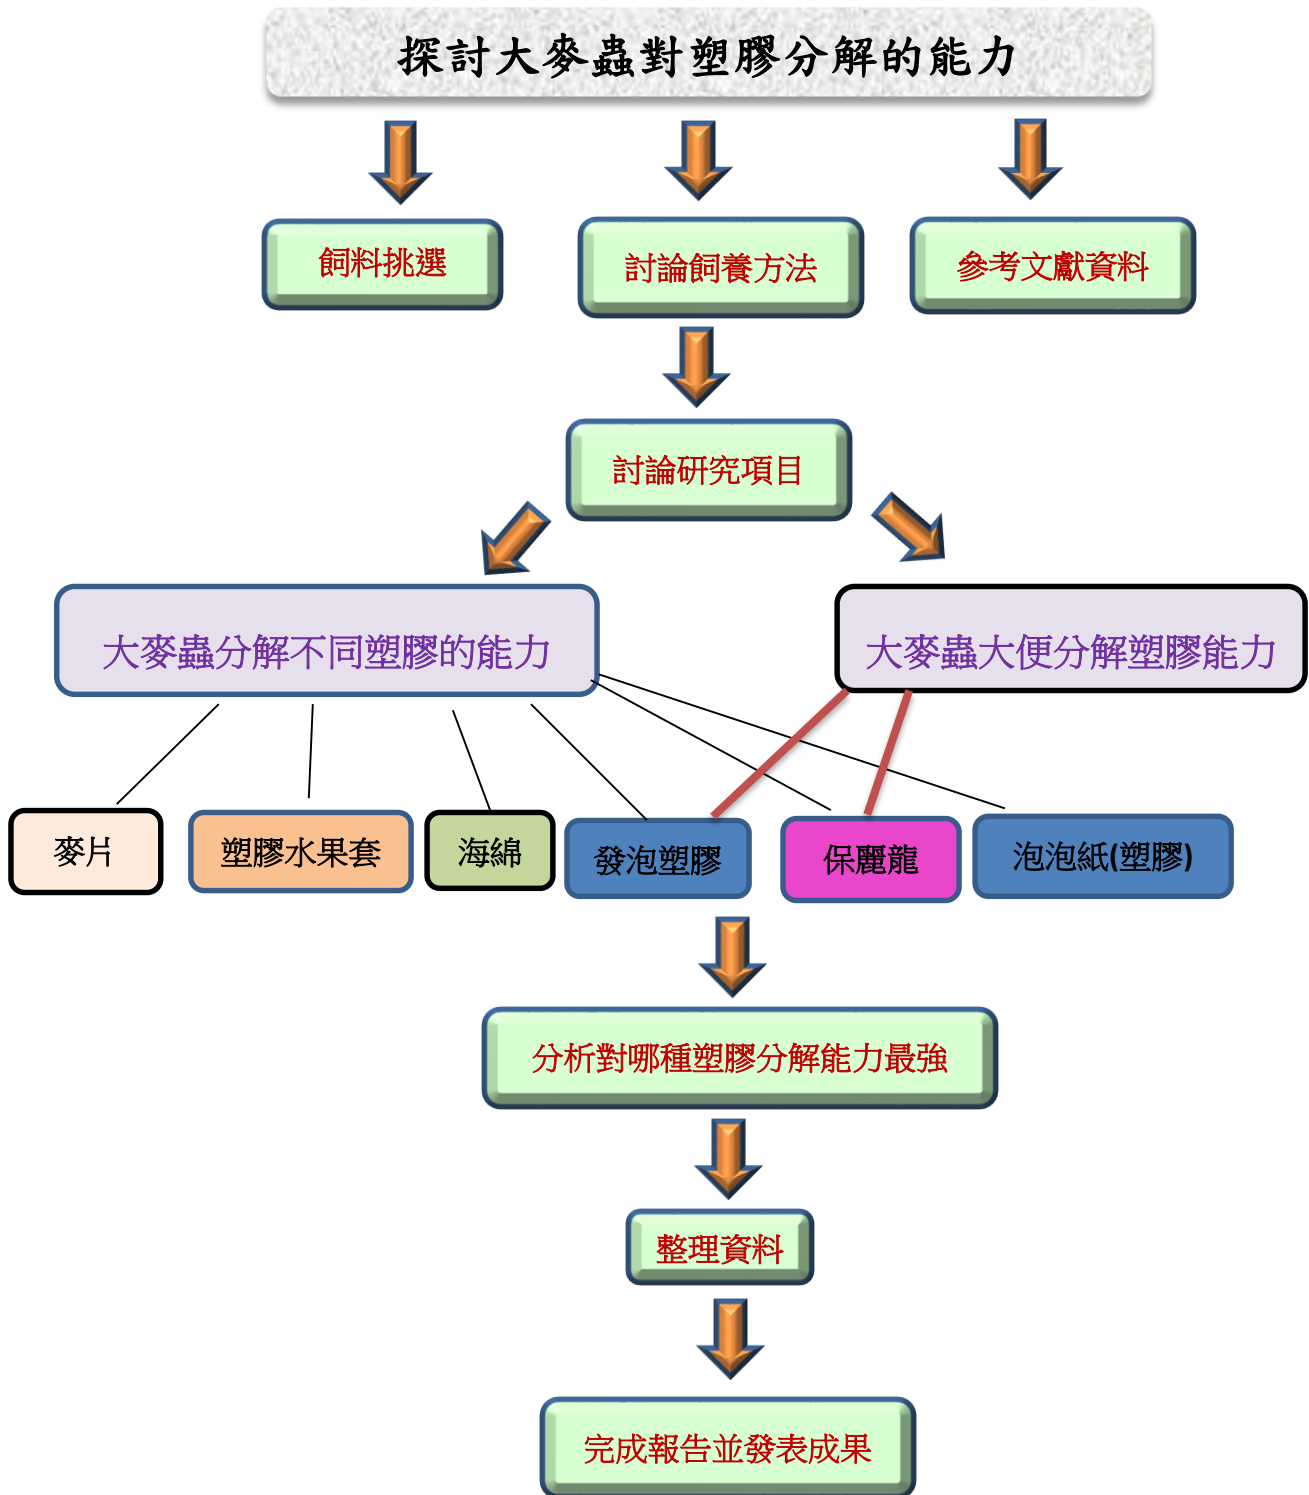 探討大麥蟲對塑膠分解的能力
飼料挑選
討論飼養方法
參考文獻資料
討論研究項目
大麥蟲分解不同塑膠的能力
大麥蟲大便分解塑膠能力
麥片
塑膠水果套
海綿
發泡塑膠
保麗龍
泡泡紙(塑膠)
分析對哪種塑膠分解能力最強
整理資料
完成報告並發表成果